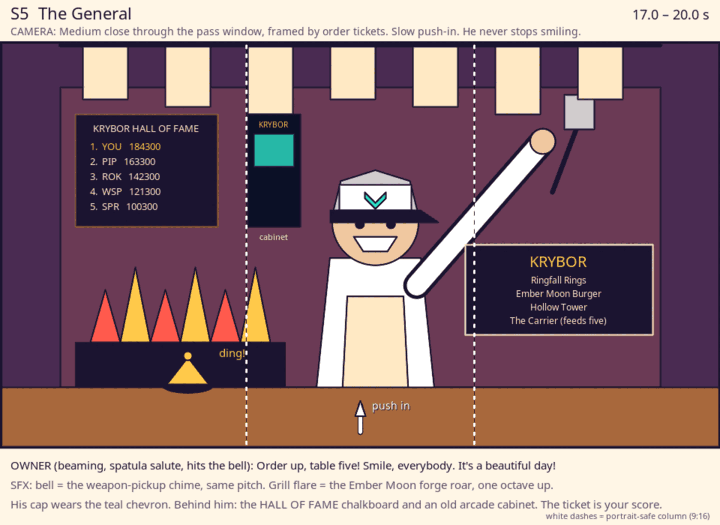 S5 The General
17.0 – 20.0 s
CAMERA: Medium close through the pass window, framed by order tickets. Slow push-in. He never stops smiling.
KRYBOR HALL OF FAME
1. YOU 184300
2. PIP 163300
3. ROK 142300
4. WSP 121300
5. SPR 100300
KRYBOR
cabinet
KRYBOR
Ringfall Rings
Ember Moon Burger
Hollow Tower
The Carrier (feeds five)
ding!
push in
OWNER (beaming, spatula salute, hits the bell): Order up, table five! Smile, everybody. It's a beautiful day!
SFX: bell = the weapon-pickup chime, same pitch. Grill flare = the Ember Moon forge roar, one octave up.
His cap wears the teal chevron. Behind him: the HALL OF FAME chalkboard and an old arcade cabinet. The ticket is your score.
white dashes = portrait-safe column (9:16)